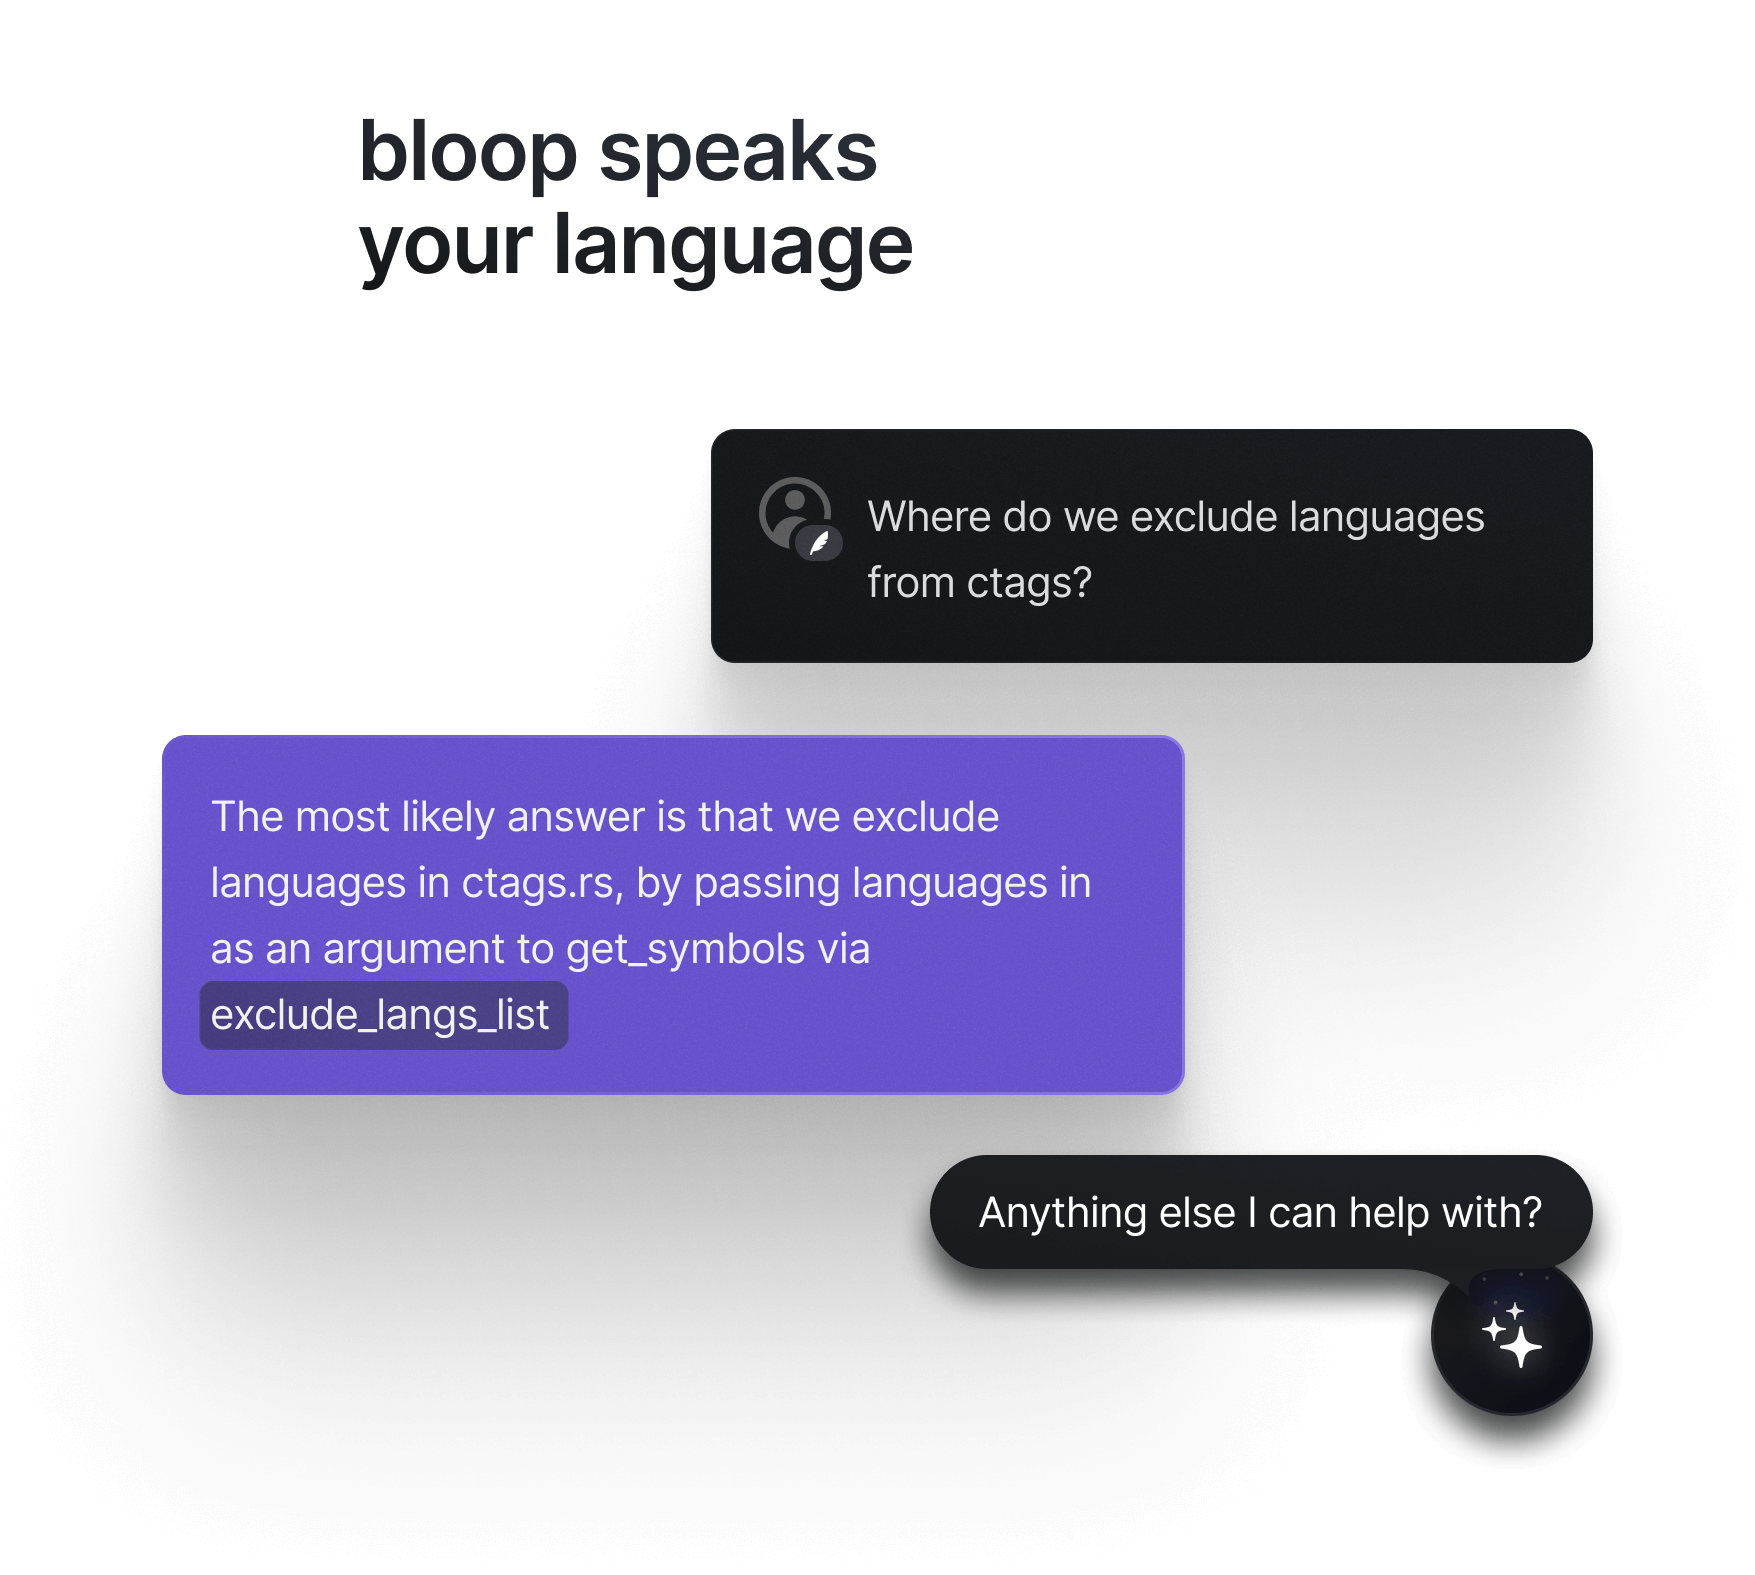 bloop speaks
your language
Where do we exclude languages
from ctags?
The most likely answer is that we exclude
languages in ctags.rs, by passing languages in
as an argument to get_symbols via
exclude_langs_list
Anything else I can help with?